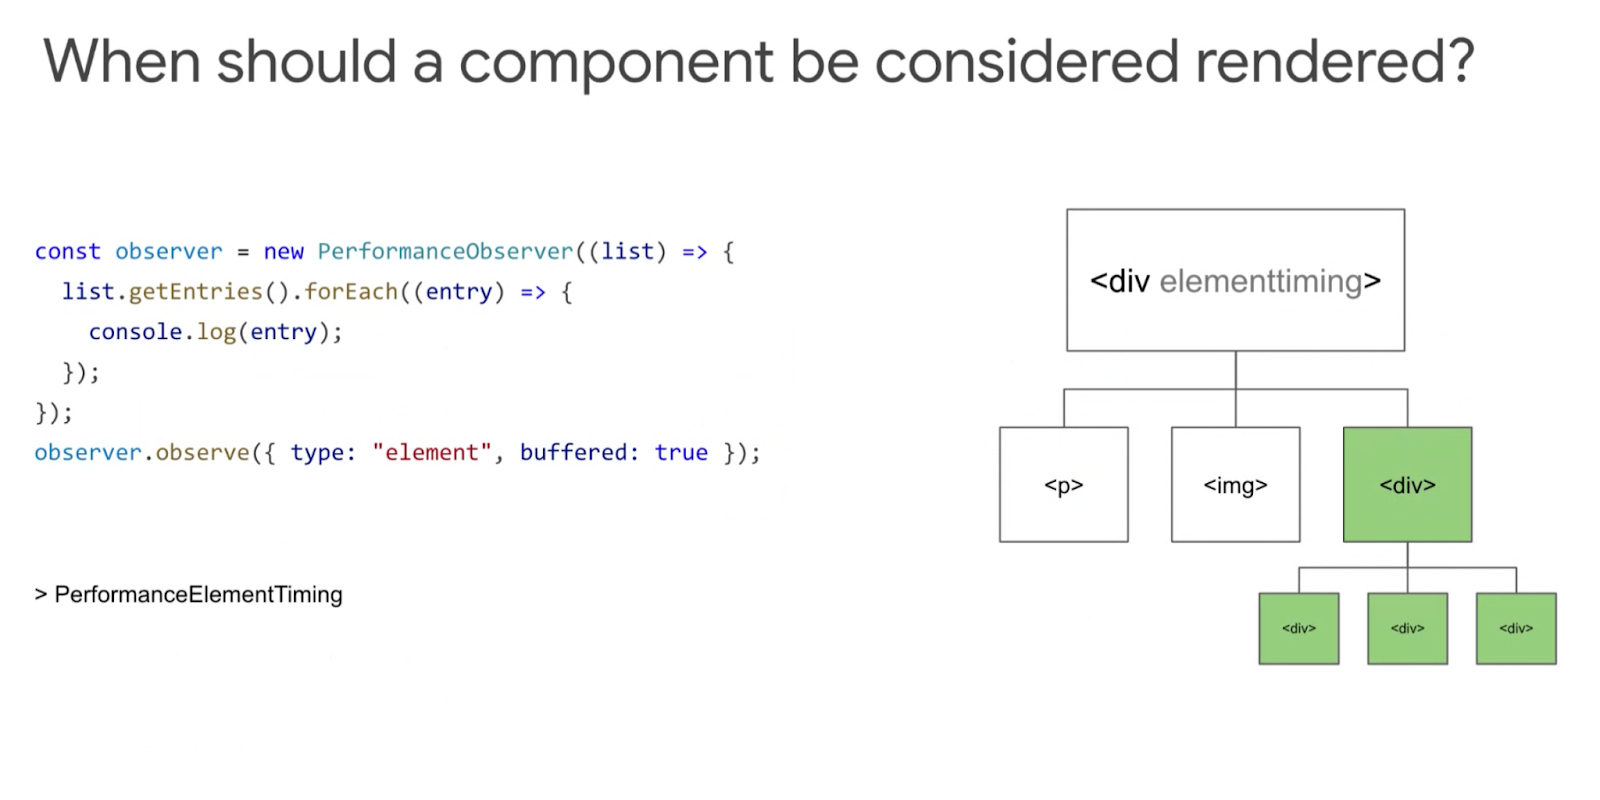 When should a component be considered rendered?
const observer = new PerformanceObserver((list) => {
  list.getEntries().forEach((entry) => {
    console.log(entry);
  });
});
observer.observe({ type: "element", buffered: true });
> PerformanceElementTiming
<div elementtiming>
<p>
<img>
<div>
<div>
<div>
<div>